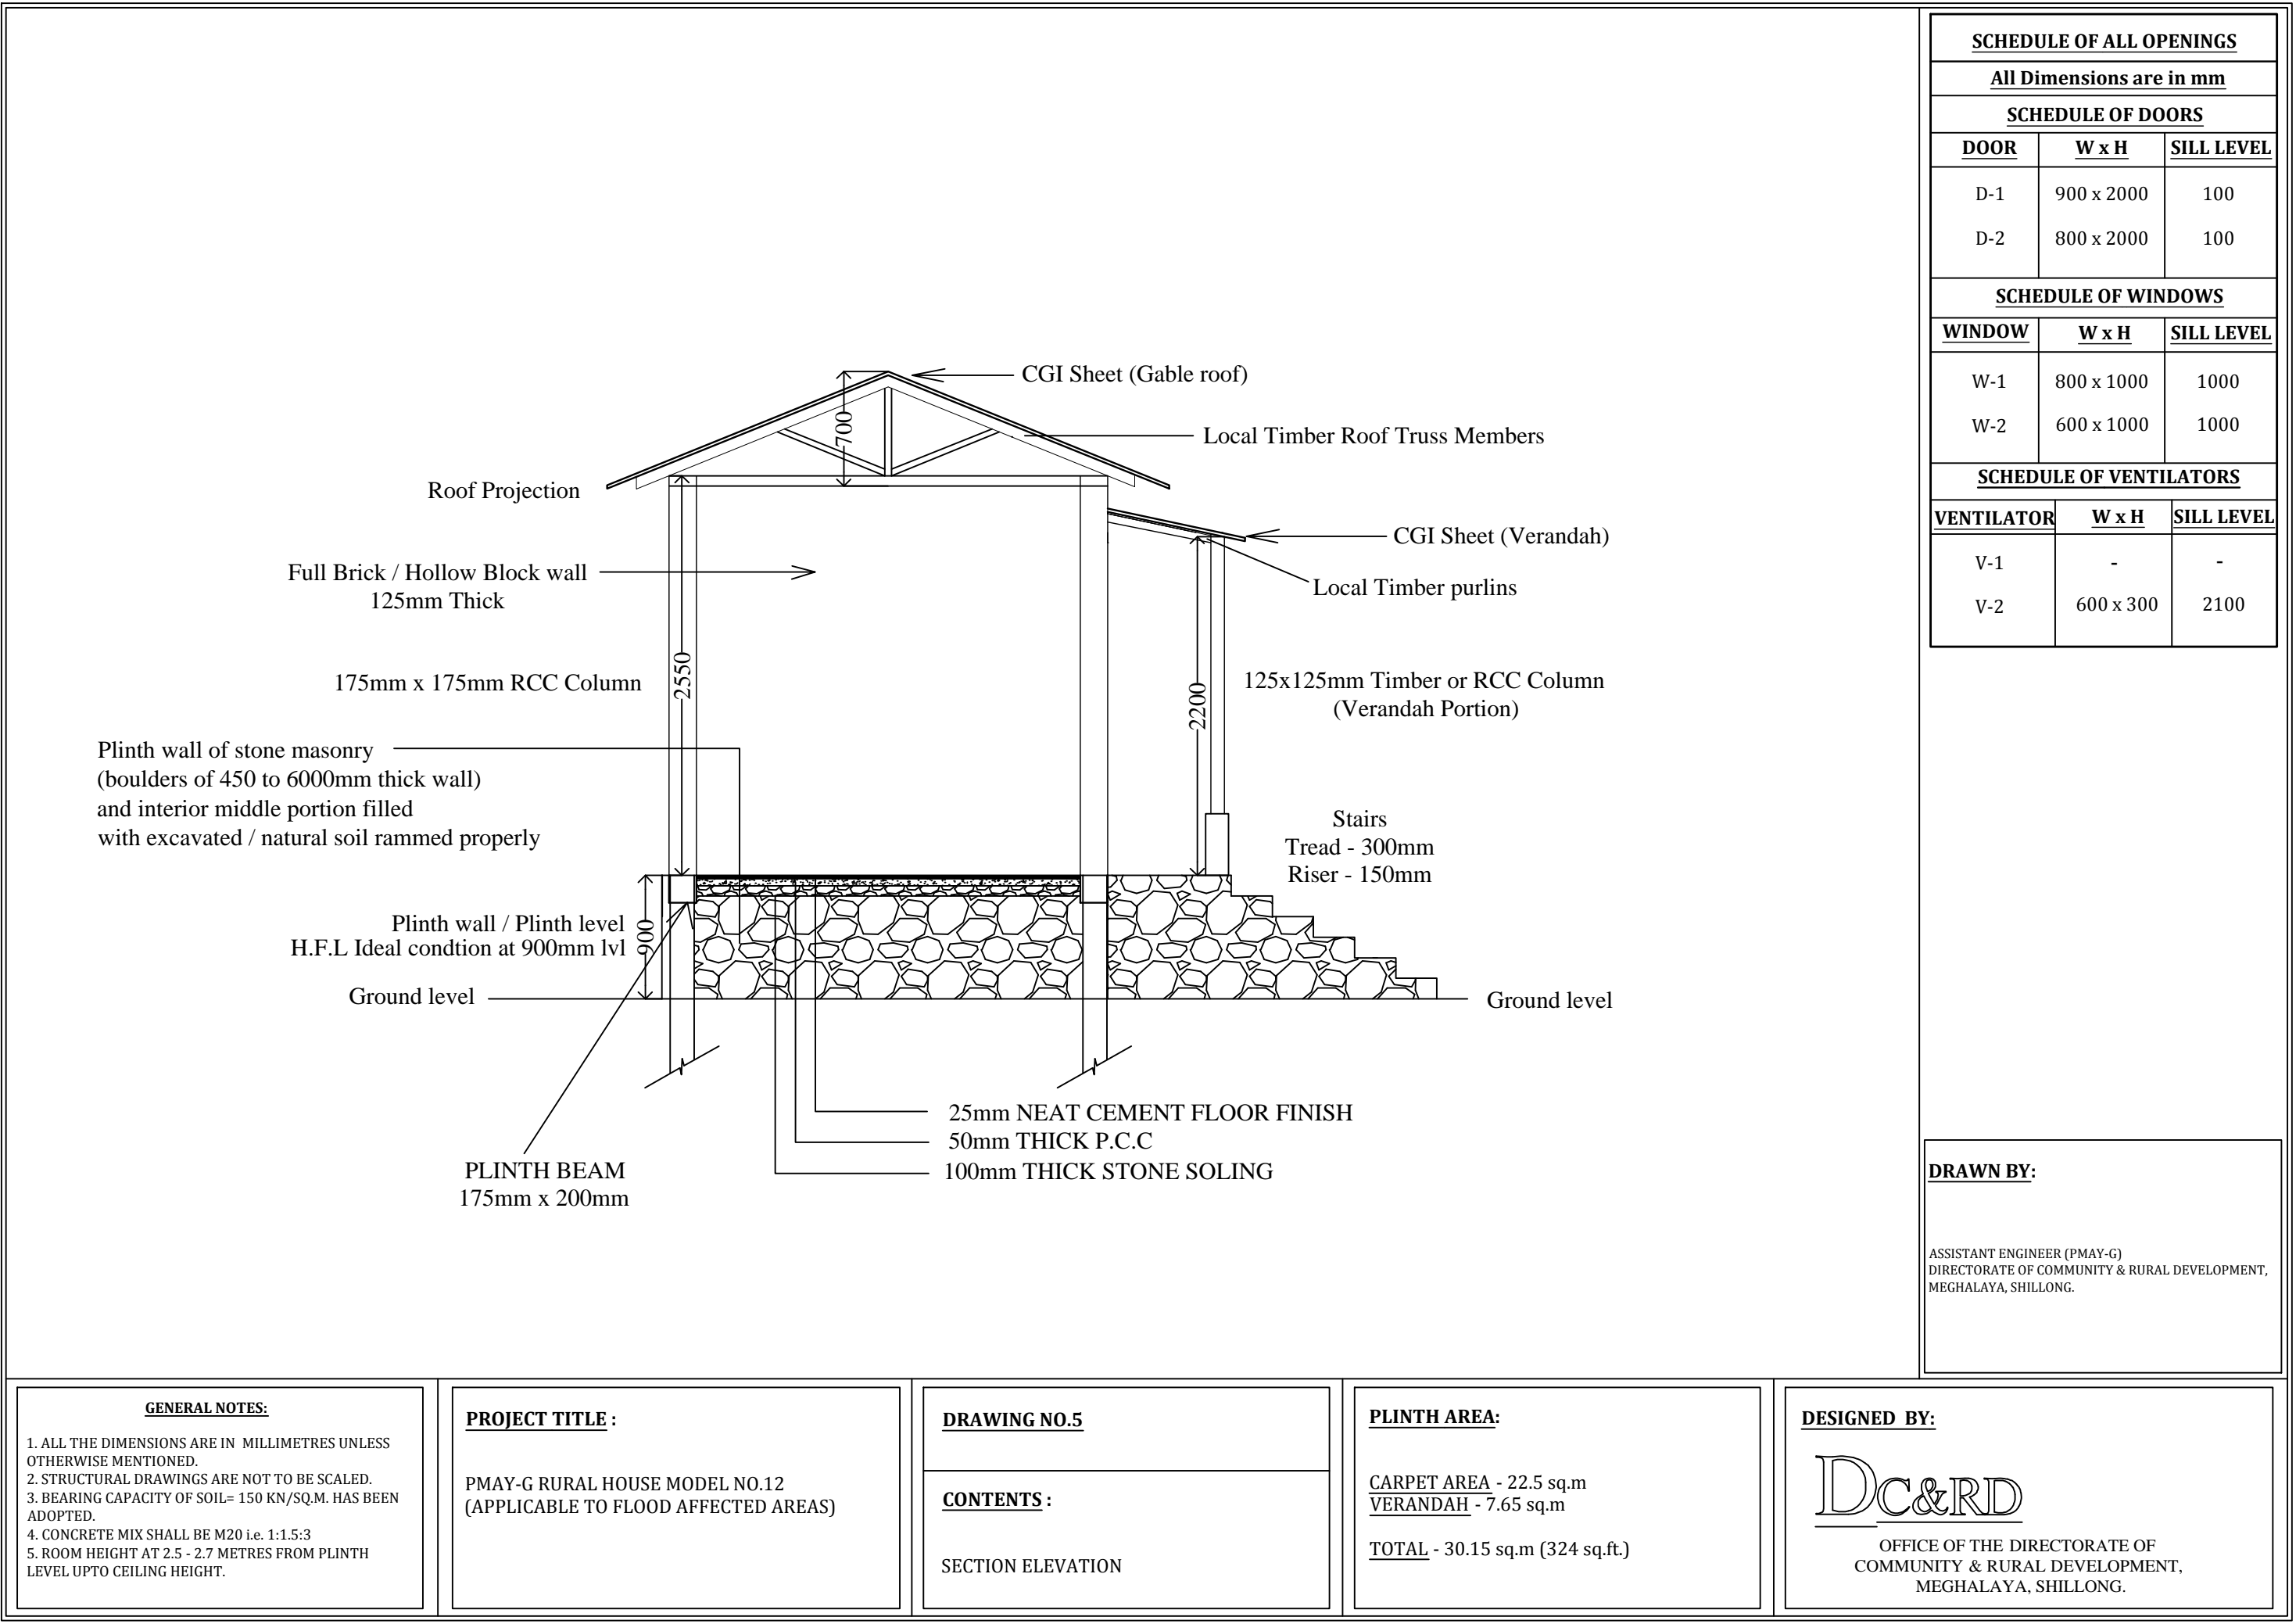 CGI Sheet (Gable roof)
700
Local Timber Roof Truss Members
Roof Projection
CGI Sheet (Verandah)
Full Brick / Hollow Block wall
125mm Thick
Local Timber purlins
2550
175mm x 175mm RCC Column
2200
125x125mm Timber or RCC Column
(Verandah Portion)
Plinth wall of stone masonry
(boulders of 450 to 6000mm thick wall)
and interior middle portion filled
with excavated / natural soil rammed properly
Stairs
Tread - 300mm
Riser - 150mm
Plinth wall / Plinth level
H.F.L Ideal condtion at 900mm lvl
900
Ground level
Ground level
25mm NEAT CEMENT FLOOR FINISH
50mm THICK P.C.C
100mm THICK STONE SOLING
PLINTH BEAM
175mm x 200mm
SCHEDULE OF ALL OPENINGS
All Dimensions are in mm
SCHEDULE OF DOORS
DOOR W x H SILL LEVEL
D-1 900 x 2000 100
D-2 800 x 2000 100
SCHEDULE OF WINDOWS
WINDOW W x H SILL LEVEL
W-1 800 x 1000 1000
W-2 600 x 1000 1000
SCHEDULE OF VENTILATORS
VENTILATOR W x H SILL LEVEL
V-1 - -
V-2 600 x 300 2100
DRAWN BY:
ASSISTANT ENGINEER (PMAY-G)
DIRECTORATE OF COMMUNITY & RURAL DEVELOPMENT,
MEGHALAYA, SHILLONG.
GENERAL NOTES:
1. ALL THE DIMENSIONS ARE IN MILLIMETRES UNLESS
OTHERWISE MENTIONED.
2. STRUCTURAL DRAWINGS ARE NOT TO BE SCALED.
3. BEARING CAPACITY OF SOIL= 150 KN/SQ.M. HAS BEEN
ADOPTED.
4. CONCRETE MIX SHALL BE M20 i.e. 1:1.5:3
5. ROOM HEIGHT AT 2.5 - 2.7 METRES FROM PLINTH
LEVEL UPTO CEILING HEIGHT.
PROJECT TITLE :
PMAY-G RURAL HOUSE MODEL NO.12
(APPLICABLE TO FLOOD AFFECTED AREAS)
DRAWING NO.5
CONTENTS :
SECTION ELEVATION
PLINTH AREA:
CARPET AREA - 22.5 sq.m
VERANDAH - 7.65 sq.m
TOTAL - 30.15 sq.m (324 sq.ft.)
DESIGNED BY:
DC&RD
OFFICE OF THE DIRECTORATE OF
COMMUNITY & RURAL DEVELOPMENT,
MEGHALAYA, SHILLONG.